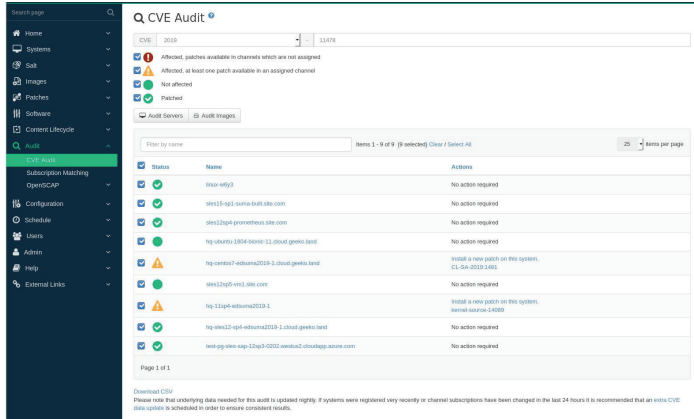 Search page
Home
Systems
Salt
Images
Patches
Software
Content Lifecycle
Audit
CVE Audit
Subscription Matching
OpenSCAP
Configuration
Schedule
Users
Admin
Help
External Links
CVE Audit ?
CVE 2019 - 11478
Affected, patches available in channels which are not assigned
Affected, at least one patch available in an assigned channel
Not affected
Patched
Audit Servers Audit Images
Filter by name Items 1 - 9 of 9 (9 selected) Clear / Select All 25 items per page
Status Name Actions
linux-w6y3 No action required
sles15-sp1-suma-built.site.com No action required
sles12sp4-prometheus.site.com No action required
hq-ubuntu-1804-bionic-11.cloud.geeko.land No action required
hq-centos7-edsuma2019-1.cloud.geeko.land Install a new patch on this system.
CL-SA-2019:1481
sles12sp5-vm1.site.com No action required
hq-11sp4-edsuma2019-1 Install a new patch on this system.
kernel-source-14089
hq-sles12-sp4-edsuma2019-1.cloud.geeko.land No action required
test-pg-sles-sap-12sp3-0202.westus2.cloudapp.azure.com No action required
Page 1 of 1
Download CSV
Please note that underlying data needed for this audit is updated nightly. If systems were registered very recently or channel subscriptions have been changed in the last 24 hours it is recommended that an extra CVE
data update is scheduled in order to ensure consistent results.